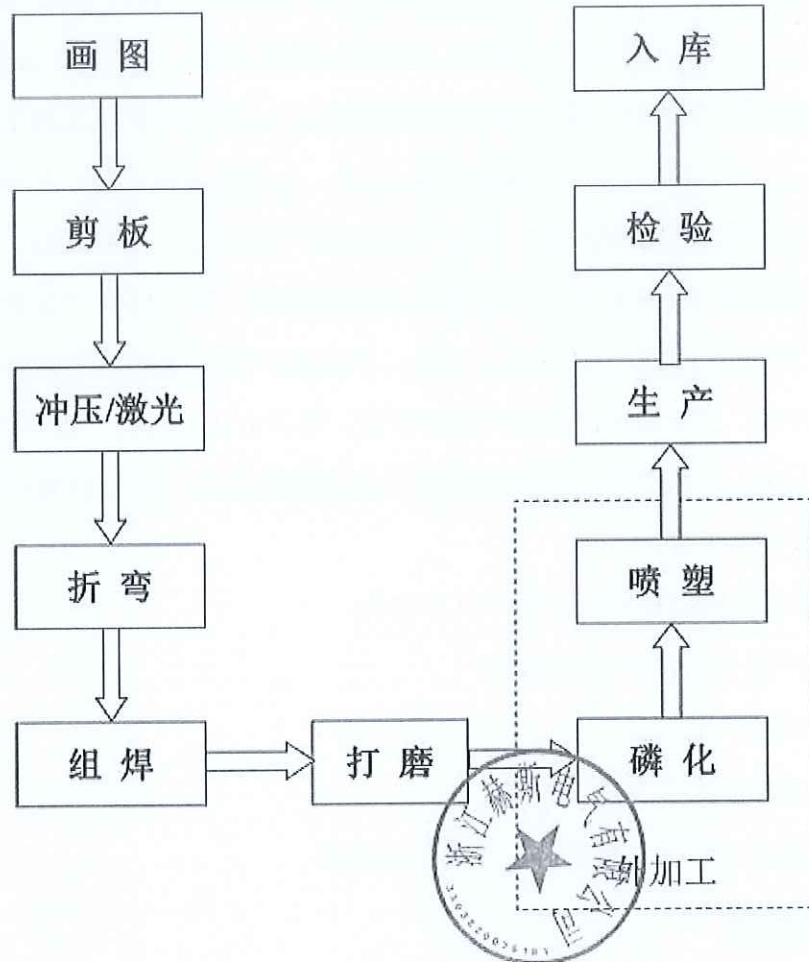 画 图
剪 板
冲压/激光
折 弯
组 焊
打 磨
磷 化
喷 塑
生 产
检 验
入 库
外加工
浙江赫斯电气有限公司